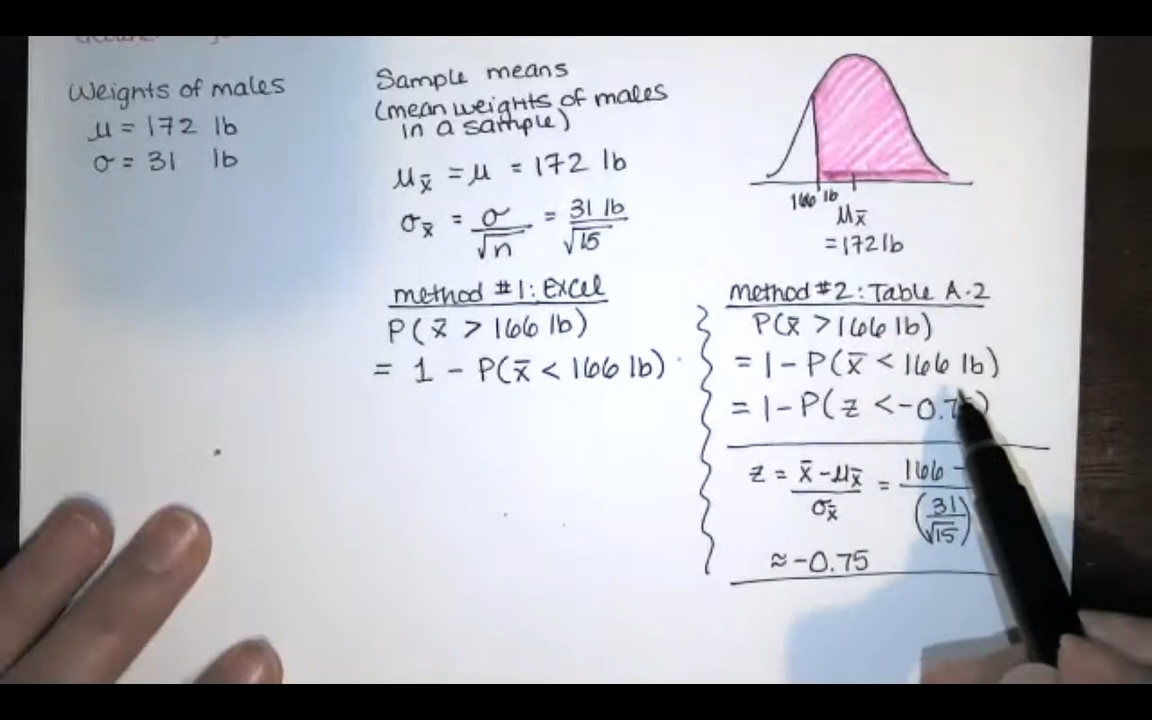 Weights of males
μ = 172 lb
σ = 31 lb
Sample means
(mean weights of males
in a sample)
μx̄ = μ = 172 lb
σx̄ = σ/√n = 31 lb/√15
method #1: Excel
P(x̄ > 166 lb)
= 1 - P(x̄ < 166 lb)
166 lb
μx̄
= 172 lb
method #2: Table A-2
P(x̄ > 166 lb)
= 1 - P(x̄ < 166 lb)
= 1 - P(z < -0.75)
z = x̄ - μx̄/σx̄ = 166 -/(31/√15)
≈ -0.75